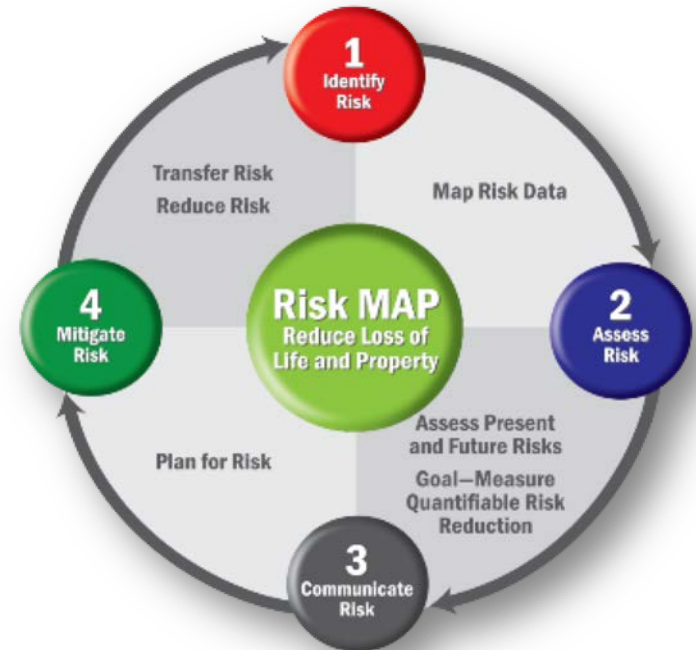 1
Identify
Risk
Transfer Risk
Reduce Risk
Map Risk Data
Risk MAP
Reduce Loss of
Life and Property
4
Mitigate
Risk
2
Assess
Risk
Assess Present
and Future Risks
Goal—Measure
Quantifiable Risk
Reduction
Plan for Risk
3
Communicate
Risk